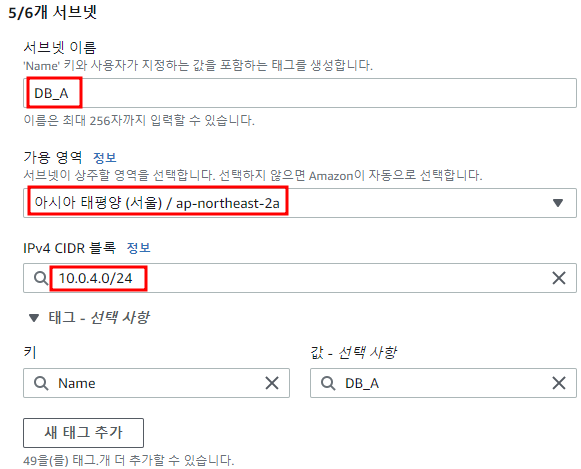 5/6개 서브넷
서브넷 이름
'Name' 키와 사용자가 지정하는 값을 포함하는 태그를 생성합니다.
DB_A
이름은 최대 256자까지 입력할 수 있습니다.
가용 영역 정보
서브넷이 상주할 영역을 선택합니다. 선택하지 않으면 Amazon이 자동으로 선택합니다.
아시아 태평양 (서울) / ap-northeast-2a
IPv4 CIDR 블록 정보
10.0.4.0/24
태그 - 선택 사항
키
값 - 선택 사항
Name
DB_A
새 태그 추가
49을(를) 태그.개 더 추가할 수 있습니다.